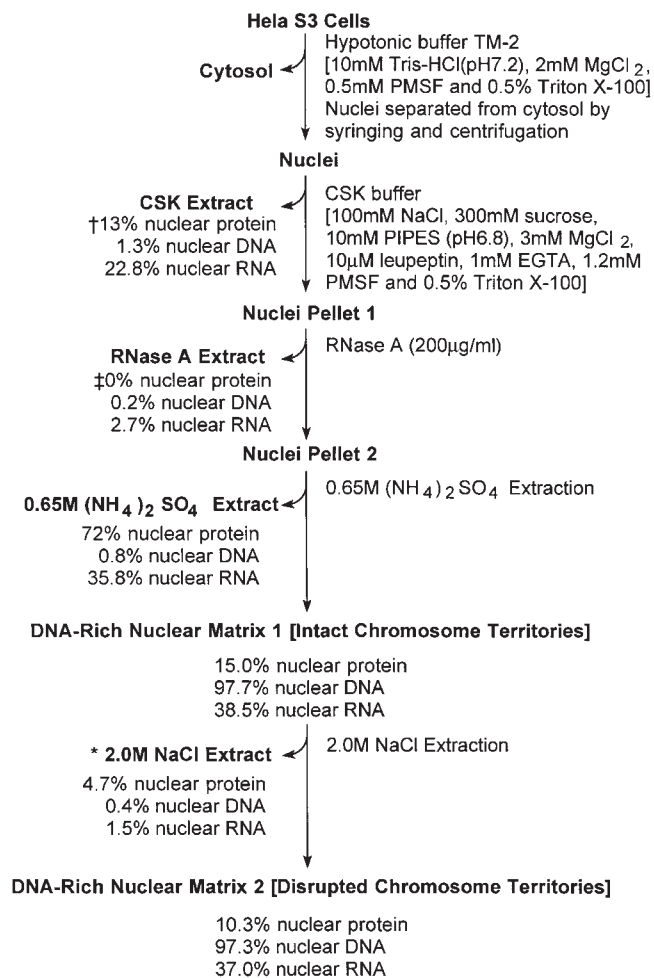 Hela S3 Cells
Hypotonic buffer TM-2
Cytosol
[10mM Tris-HCl(pH7.2), 2mM MgCl 2,
0.5mM PMSF and 0.5% Triton X-100]
Nuclei separated from cytosol by
syringing and centrifugation
Nuclei
CSK Extract
†13% nuclear protein
1.3% nuclear DNA
22.8% nuclear RNA
CSK buffer
[100mM NaCl, 300mM sucrose,
10mM PIPES (pH6.8), 3mM MgCl 2,
10μM leupeptin, 1mM EGTA, 1.2mM
PMSF and 0.5% Triton X-100]
Nuclei Pellet 1
RNase A Extract
‡0% nuclear protein
0.2% nuclear DNA
2.7% nuclear RNA
RNase A (200μg/ml)
Nuclei Pellet 2
0.65M (NH 4 ) 2 SO 4 Extract
72% nuclear protein
0.8% nuclear DNA
35.8% nuclear RNA
0.65M (NH 4 ) 2 SO 4 Extraction
DNA-Rich Nuclear Matrix 1 [Intact Chromosome Territories]
15.0% nuclear protein
97.7% nuclear DNA
38.5% nuclear RNA
* 2.0M NaCl Extract
4.7% nuclear protein
0.4% nuclear DNA
1.5% nuclear RNA
2.0M NaCl Extraction
DNA-Rich Nuclear Matrix 2 [Disrupted Chromosome Territories]
10.3% nuclear protein
97.3% nuclear DNA
37.0% nuclear RNA